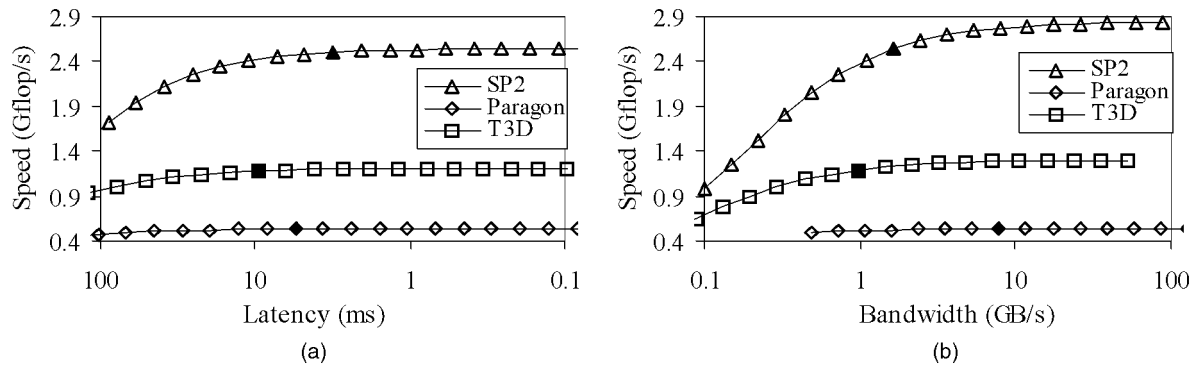 Speed (Gflop/s)
2.9
2.4
1.9
1.4
0.9
0.4
SP2
Paragon
T3D
100
10
1
0.1
Latency (ms)
(a)
Speed (Gflop/s)
2.9
2.4
1.9
1.4
0.9
0.4
SP2
Paragon
T3D
0.1
1
10
100
Bandwidth (GB/s)
(b)